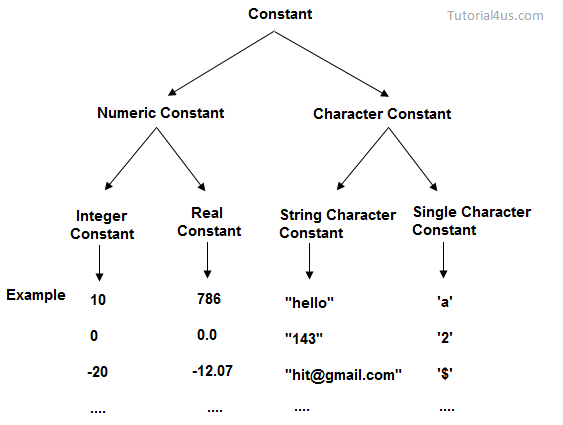 Constant
Tutorial4us.com
Numeric Constant Character Constant
Integer Constant
Real Constant
String Character Constant
Single Character Constant
Example 10 786 "hello" 'a'
0 0.0 "143" '2'
-20 -12.07 "hit@gmail.com" '$'
.... .... .... ....